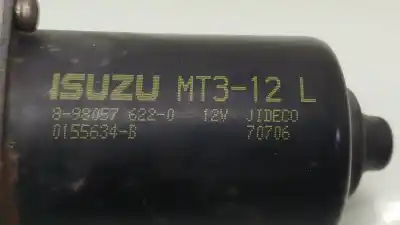 ISUZU MT3-12 L
8-98057 622-0 12V JIDECO
0155634-B 70706